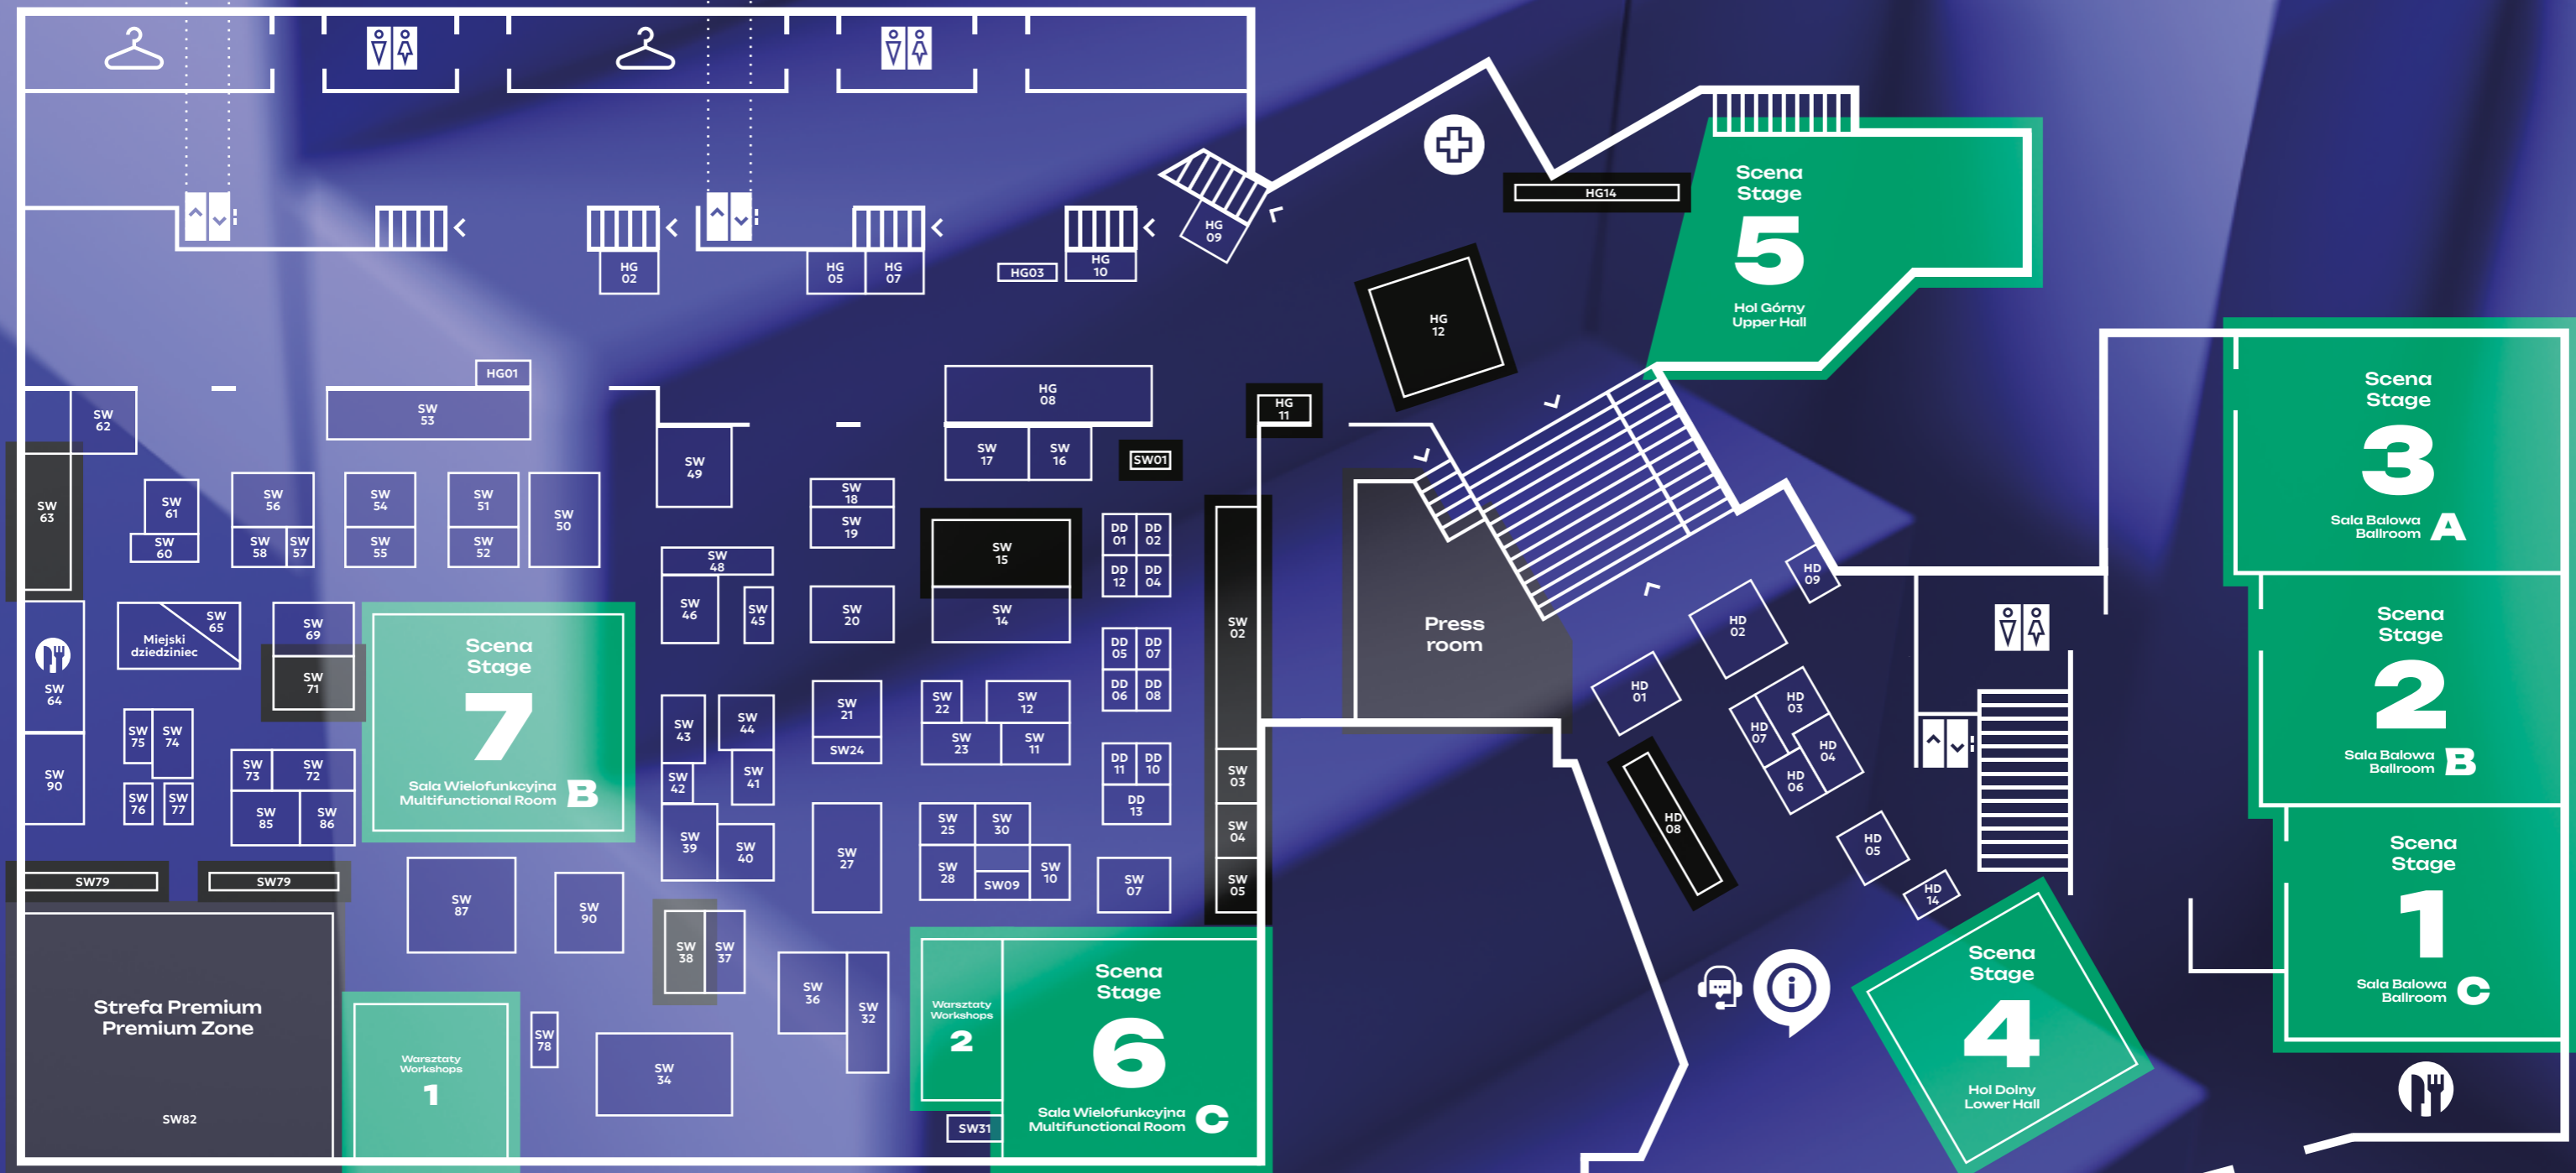 HG
02
HG
05
HG
07
HG03
HG
10
HG
09
HG14
HG
12
Scena
Stage
5
Hol Górny
Upper Hall
HG01
SW
62
SW
53
HG
08
HG
11
SW
63
SW
61
SW
60
SW
56
SW
58
SW
57
SW
54
SW
55
SW
51
SW
52
SW
50
SW
49
SW
17
SW
16
SW01
SW
18
SW
19
SW
15
SW
14
DD
01
DD
02
DD
12
DD
04
SW
48
SW
46
SW
45
SW
20
SW
02
DD
05
DD
07
DD
06
DD
08
Press
room
SW
64
SW
65
Miejski
dziedziniec
SW
69
SW
71
Scena
Stage
7
Sala Wielofunkcyjna
Multifunctional Room
B
SW
90
SW
75
SW
74
SW
76
SW
77
SW
73
SW
72
SW
85
SW
86
SW
43
SW
44
SW
42
SW
41
SW
39
SW
40
SW
21
SW24
SW
27
SW
22
SW
12
SW
23
SW
11
SW
25
SW
30
SW
28
SW09
SW
10
DD
11
DD
10
DD
13
SW
07
SW
03
SW
04
SW
05
SW79
SW79
SW
87
SW
90
SW
38
SW
37
SW
36
SW
32
SW
78
SW
34
Strefa Premium
Premium Zone
SW82
Warsztaty
Workshops
1
Warsztaty
Workshops
2
SW31
Scena
Stage
6
Sala Wielofunkcyjna
Multifunctional Room
C
HD
09
HD
02
HD
01
HD
03
HD
07
HD
04
HD
06
HD
08
HD
05
HD
14
Scena
Stage
4
Hol Dolny
Lower Hall
Scena
Stage
3
Sala Balowa
Ballroom
A
Scena
Stage
2
Sala Balowa
Ballroom
B
Scena
Stage
1
Sala Balowa
Ballroom
C